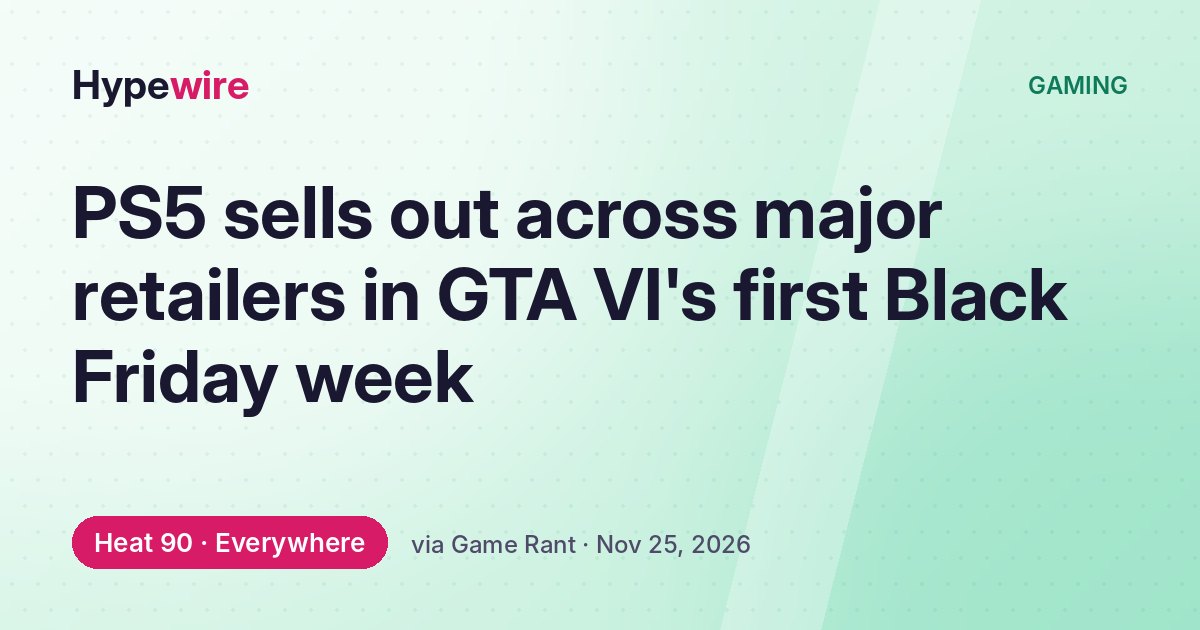 Hypewire
GAMING
PS5 sells out across major
retailers in GTA VI's first Black
Friday week
Heat 90 · Everywhere
via Game Rant · Nov 25, 2026